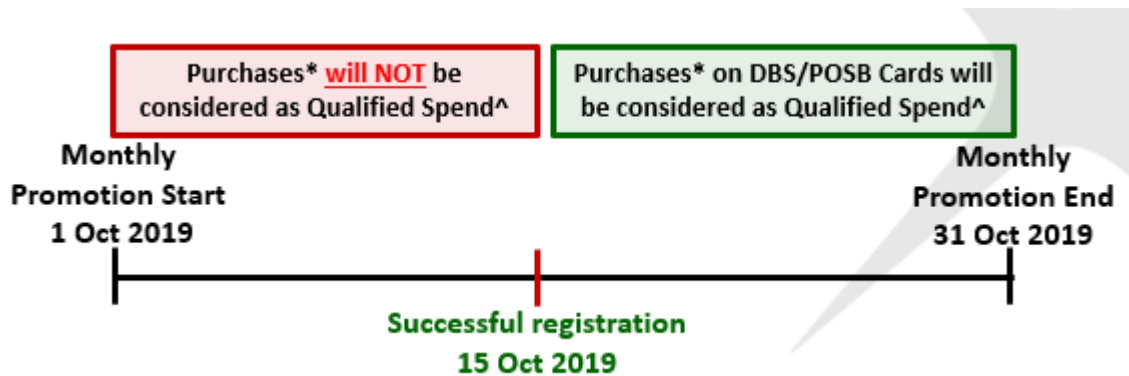 Purchases* will NOT be
considered as Qualified Spend^
Purchases* on DBS/POSB Cards will
be considered as Qualified Spend^
Monthly
Promotion Start
1 Oct 2019
Monthly
Promotion End
31 Oct 2019
Successful registration
15 Oct 2019